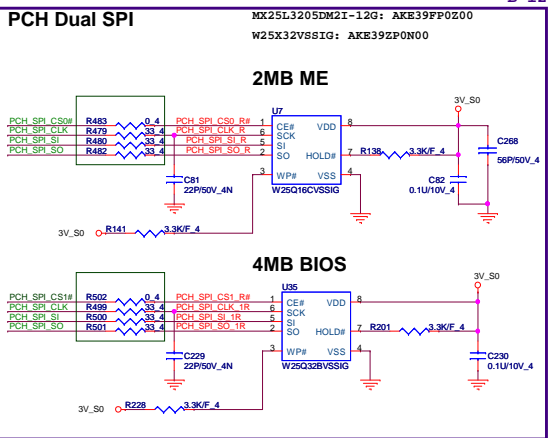 PCH Dual SPI
MX25L3205DM2I-12G: AKE39FP0Z00
W25X32VSSIG: AKE39ZP0N00
2MB ME
3V_S0
U7
PCH_SPI_CS0# R483 0_4 PCH_SPI_CS0_R# 1 CE# VDD 8
PCH_SPI_CLK R479 33_4 PCH_SPI_CLK_R 6 SCK
PCH_SPI_SI R480 33_4 PCH_SPI_SI_R 5 SI
PCH_SPI_SO R482 33_4 PCH_SPI_SO_R 2 SO HOLD# 7 R138 3.3K/F_4
C268
56P/50V_4
3 WP# VSS 4
C81
22P/50V_4N
C82
0.1U/10V_4
W25Q16CVSSIG
3V_S0 R141 3.3K/F_4
4MB BIOS
3V_S0
U35
PCH_SPI_CS1# R502 0_4 PCH_SPI_CS1_R# 1 CE# VDD 8
PCH_SPI_CLK R499 33_4 PCH_SPI_CLK_1R 6 SCK
PCH_SPI_SI R500 33_4 PCH_SPI_SI_1R 5 SI
PCH_SPI_SO R501 33_4 PCH_SPI_SO_1R 2 SO HOLD# 7 R201 3.3K/F_4
3 WP# VSS 4
C229
22P/50V_4N
C230
0.1U/10V_4
W25Q32BVSSIG
3V_S0 R228 3.3K/F_4